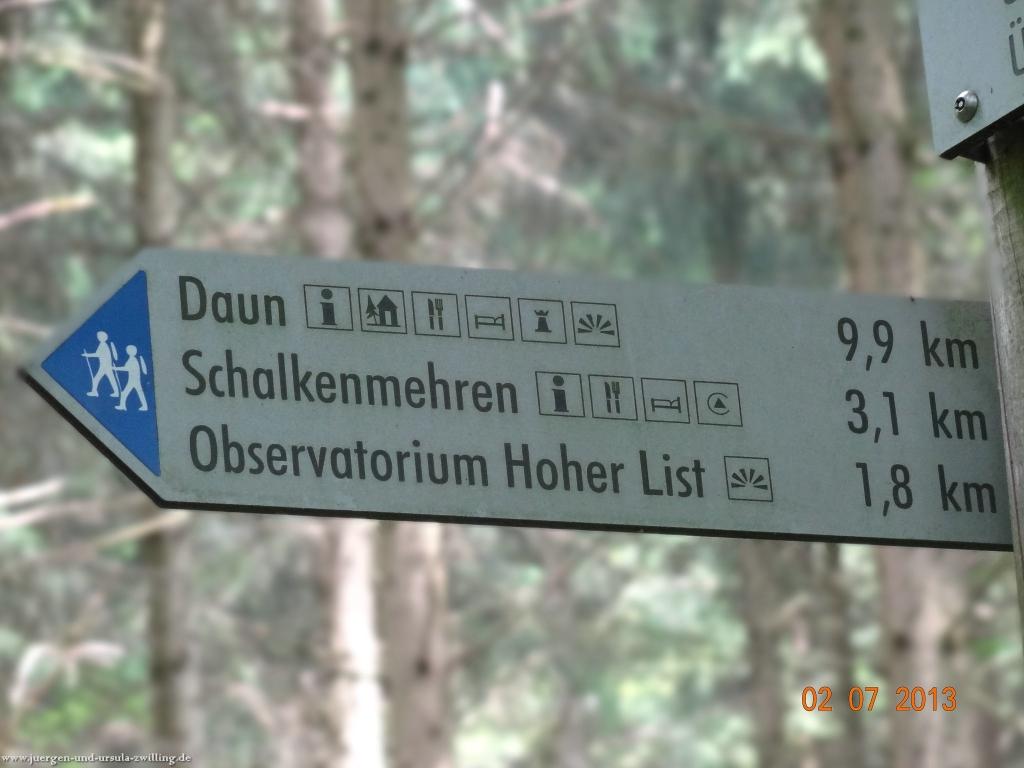 Ü
Daun 9,9 km
Schalkenmehren 3,1 km
Observatorium Hoher List 1,8 km
02 07 2013
www.juergen-und-ursula-zwilling.de